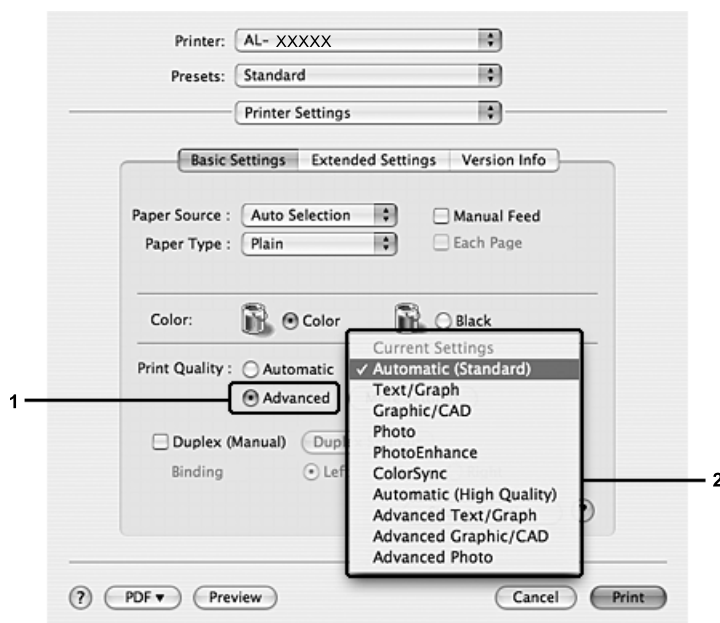 Printer: AL- XXXXX
Presets: Standard
Printer Settings
Basic Settings Extended Settings Version Info
Paper Source : Auto Selection Manual Feed
Paper Type : Plain Each Page
Color: Color Black
Current Settings
Print Quality : Automatic ✓ Automatic (Standard)
Text/Graph
1 Advanced Graphic/CAD
Photo
Duplex (Manual) PhotoEnhance
Binding ColorSync 2
Automatic (High Quality)
Advanced Text/Graph
Advanced Graphic/CAD
Advanced Photo
? PDF ▼ Preview Cancel Print